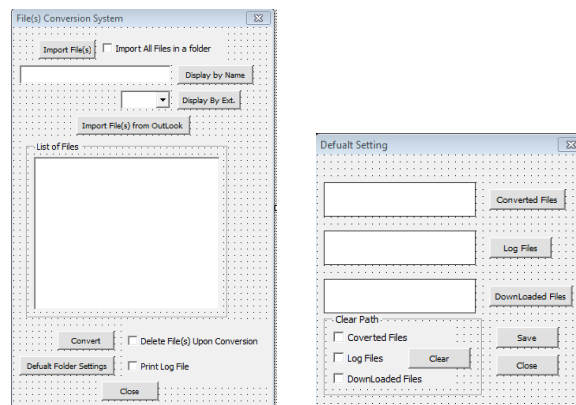 File(s) Conversion System
Import File(s) Import All Files in a folder
Display by Name
Display By Ext.
Import File(s) from OutLook
List of Files
Convert Delete File(s) Upon Conversion
Defualt Folder Settings Print Log File
Close
Defualt Setting
Converted Files
Log Files
DownLoaded Files
Clear Path
Coverted Files Save
Log Files Clear Close
DownLoaded Files